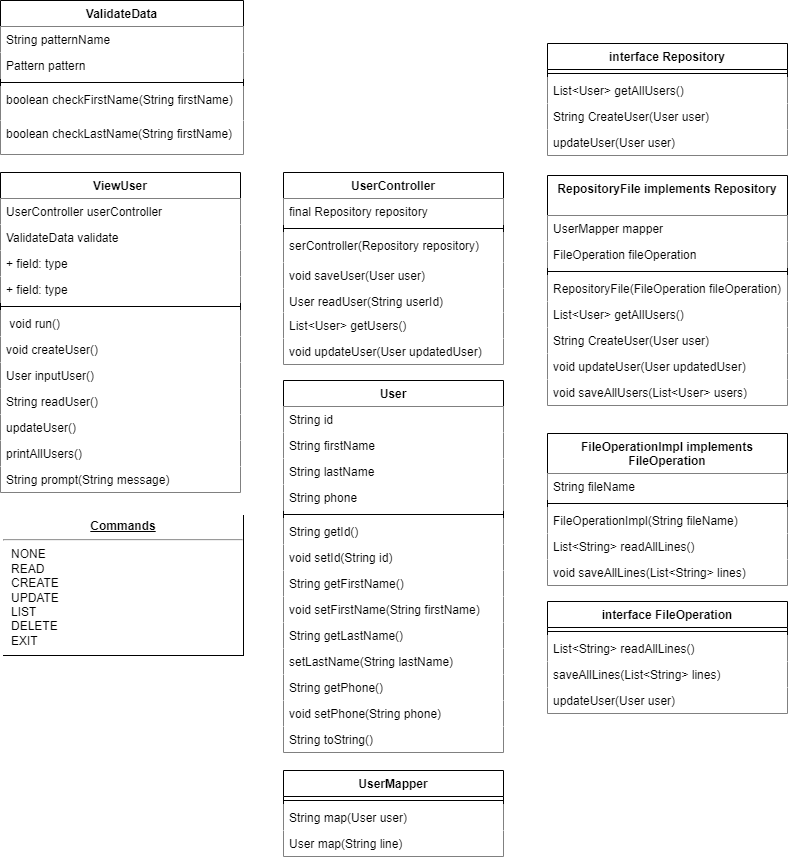 ValidateData
String patternName
Pattern pattern
boolean checkFirstName(String firstName)
boolean checkLastName(String firstName)
ViewUser
UserController userController
ValidateData validate
+ field: type
+ field: type
void run()
void createUser()
User inputUser()
String readUser()
updateUser()
printAllUsers()
String prompt(String message)
Commands
NONE
READ
CREATE
UPDATE
LIST
DELETE
EXIT
UserController
final Repository repository
serController(Repository repository)
void saveUser(User user)
User readUser(String userId)
List<User> getUsers()
void updateUser(User updatedUser)
User
String id
String firstName
String lastName
String phone
String getId()
void setId(String id)
String getFirstName()
void setFirstName(String firstName)
String getLastName()
setLastName(String lastName)
String getPhone()
void setPhone(String phone)
String toString()
UserMapper
String map(User user)
User map(String line)
interface Repository
List<User> getAllUsers()
String CreateUser(User user)
updateUser(User user)
RepositoryFile implements Repository
UserMapper mapper
FileOperation fileOperation
RepositoryFile(FileOperation fileOperation)
List<User> getAllUsers()
String CreateUser(User user)
void updateUser(User updatedUser)
void saveAllUsers(List<User> users)
FileOperationImpl implements
FileOperation
String fileName
FileOperationImpl(String fileName)
List<String> readAllLines()
void saveAllLines(List<String> lines)
interface FileOperation
List<String> readAllLines()
saveAllLines(List<String> lines)
updateUser(User user)